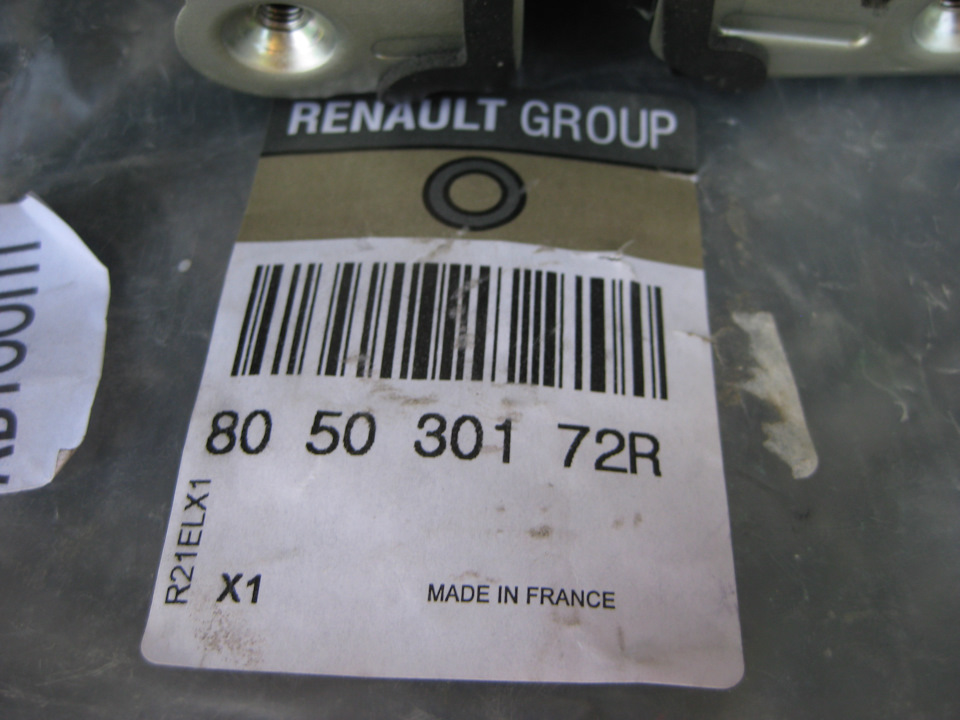 RENAULT GROUP
80 50 301 72R
R21ELX1
X1
MADE IN FRANCE